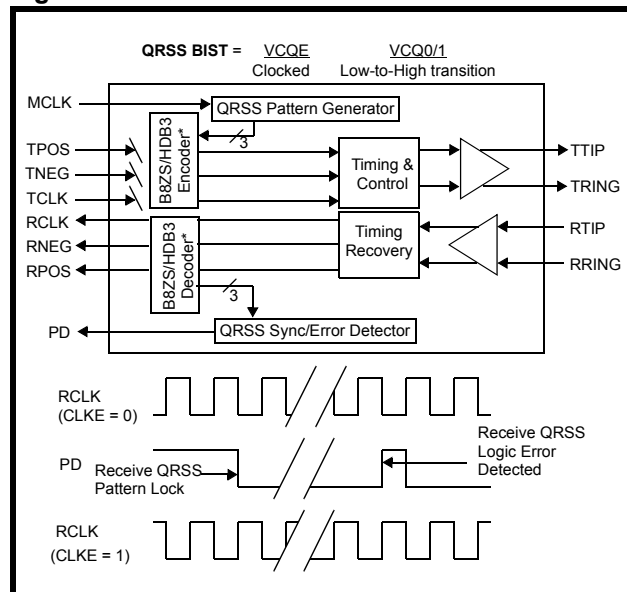 QRSS BIST = VCQE VCQ0/1
Clocked Low-to-High transition
MCLK
QRSS Pattern Generator
3
TPOS
TNEG
TCLK
B8ZS/HDB3
Encoder*
Timing &
Control
TTIP
TRING
RCLK
RNEG
RPOS
B8ZS/HDB3
Decoder*
Timing
Recovery
RTIP
RRING
3
PD
QRSS Sync/Error Detector
RCLK
(CLKE = 0)
PD
Receive QRSS
Pattern Lock
Receive QRSS
Logic Error
Detected
RCLK
(CLKE = 1)